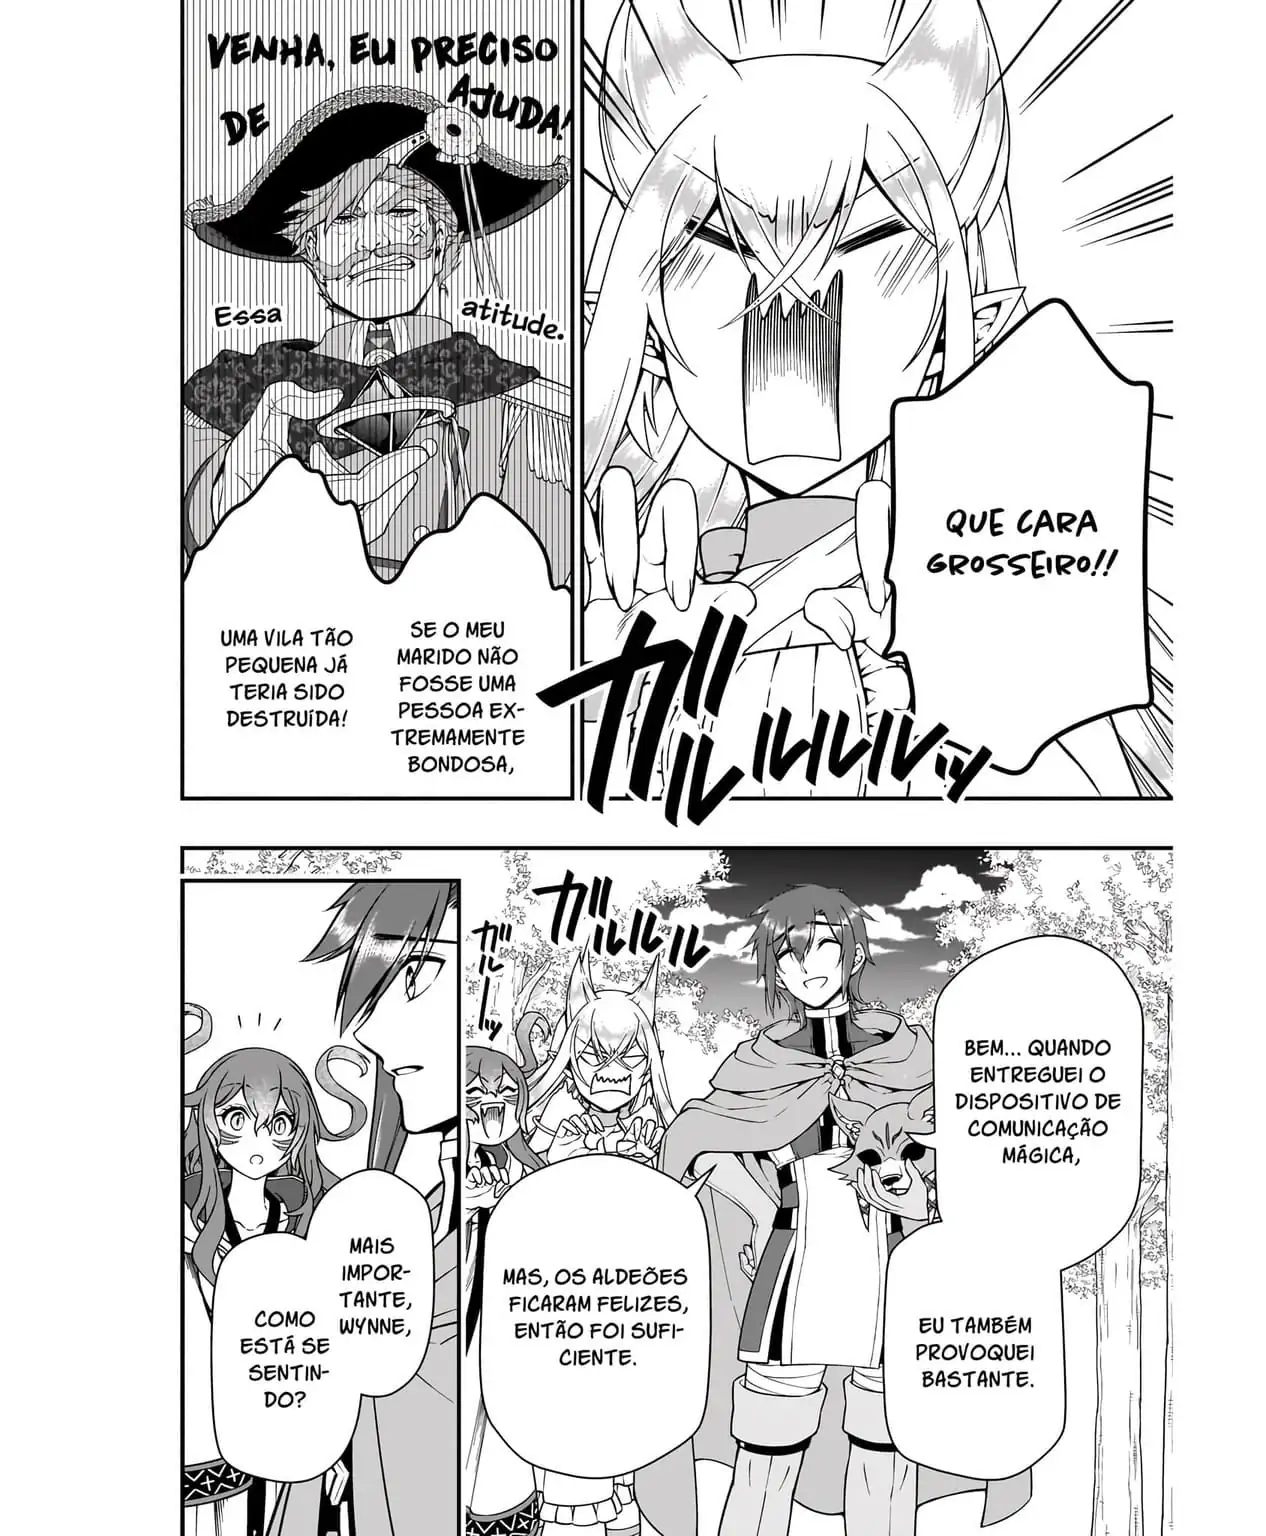 QUE CARA
GROSSEIRO!!
ガルルルルルッ
VENHA, EU PRECISO
DE AJUDA!
Essa atitude.
SE O MEU
MARIDO NÃO
FOSSE UMA
PESSOA EX-
TREMAMENTE
BONDOSA,
UMA VILA TÃO
PEQUENA JÁ
TERIA SIDO
DESTRUÍDA!
BEM... QUANDO
ENTREGUEI O
DISPOSITIVO DE
COMUNICAÇÃO
MÁGICA,
EU TAMBÉM
PROVOQUEI
BASTANTE.
ガルルルル
ガルルッ
MAS, OS ALDEÕES
FICARAM FELIZES,
ENTÃO FOI SUFI-
CIENTE.
MAIS
IMPOR-
TANTE,
WYNNE,
COMO
ESTÁ SE
SENTIN-
DO?